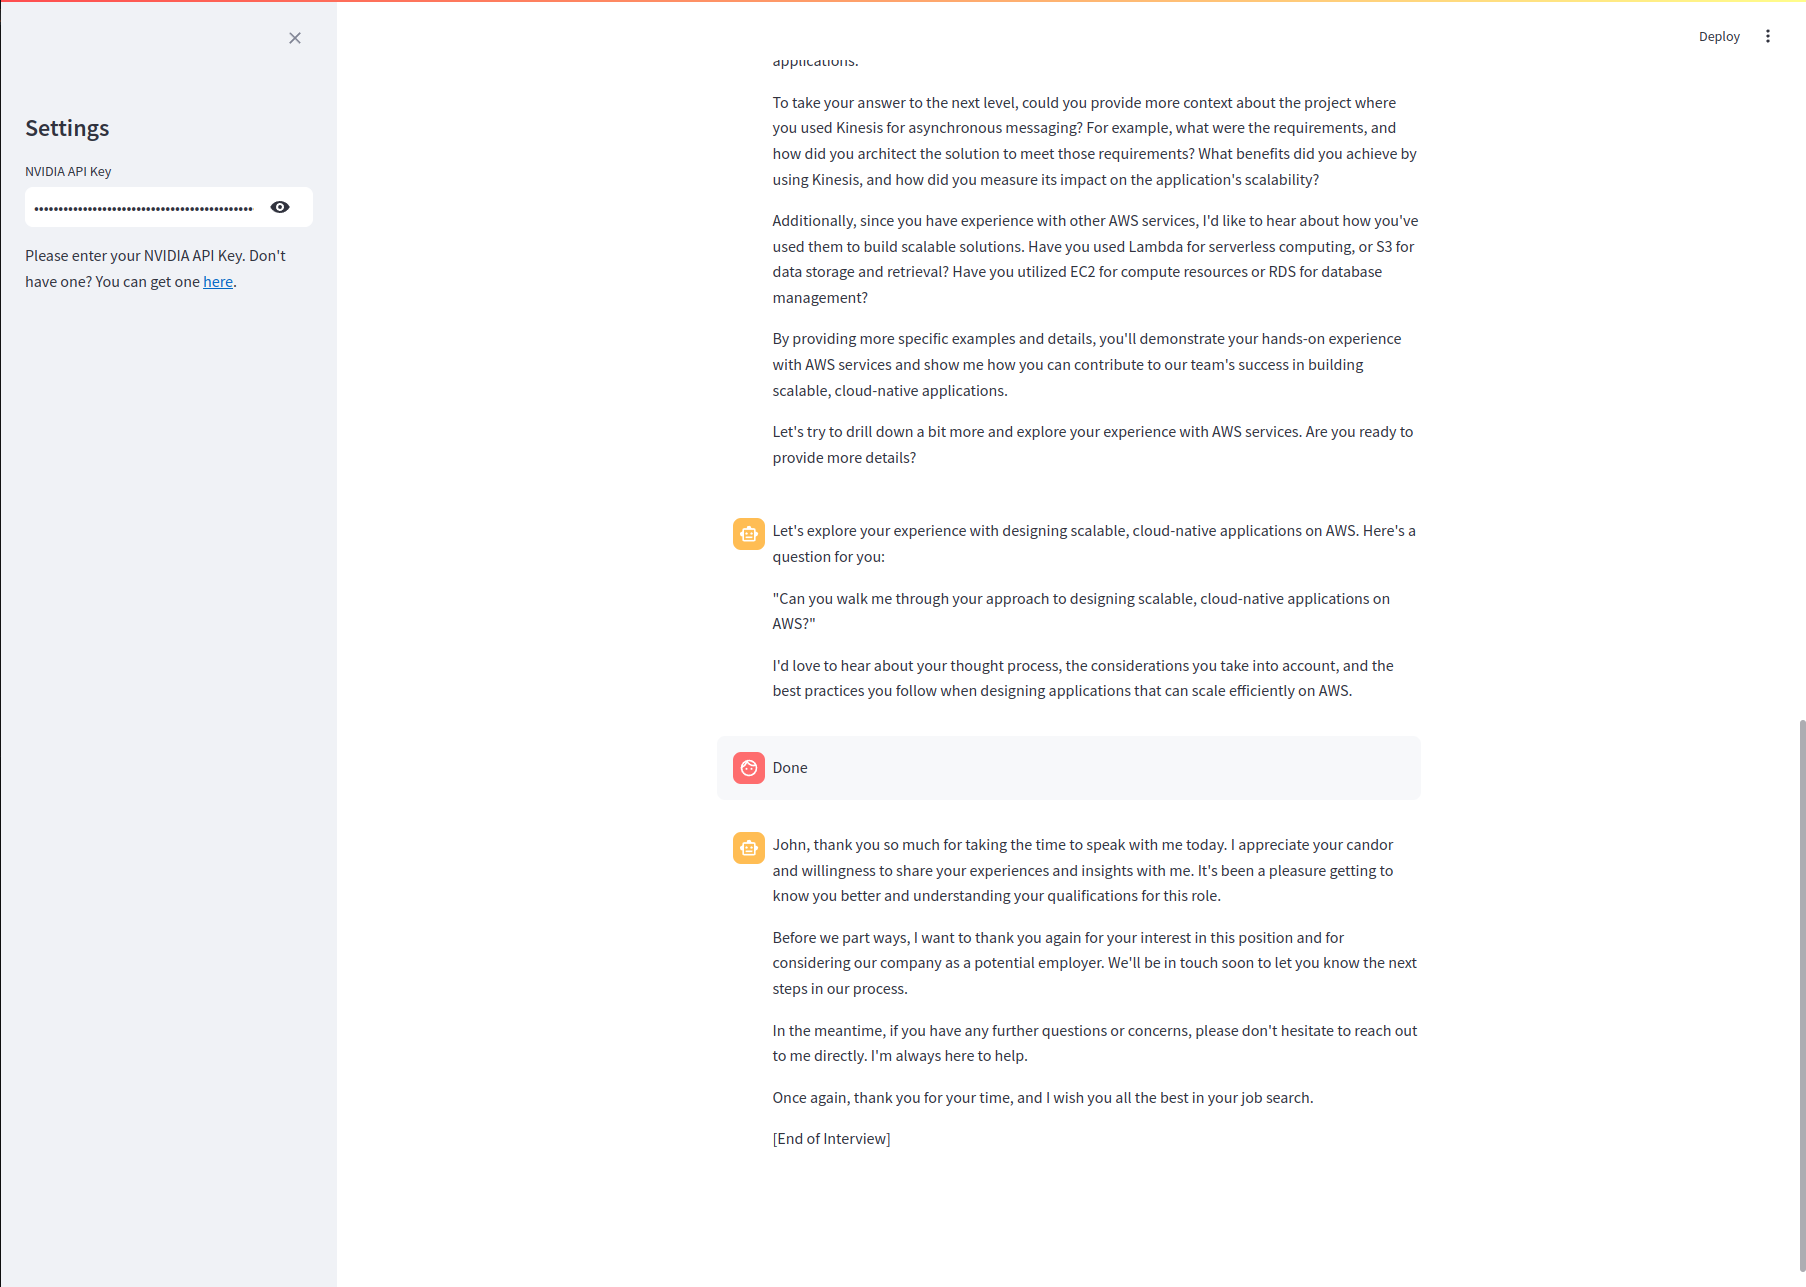 Deploy
Settings
NVIDIA API Key
Please enter your NVIDIA API Key. Don't
have one? You can get one here.
applications.
To take your answer to the next level, could you provide more context about the project where
you used Kinesis for asynchronous messaging? For example, what were the requirements, and
how did you architect the solution to meet those requirements? What benefits did you achieve by
using Kinesis, and how did you measure its impact on the application's scalability?
Additionally, since you have experience with other AWS services, I'd like to hear about how you've
used them to build scalable solutions. Have you used Lambda for serverless computing, or S3 for
data storage and retrieval? Have you utilized EC2 for compute resources or RDS for database
management?
By providing more specific examples and details, you'll demonstrate your hands-on experience
with AWS services and show me how you can contribute to our team's success in building
scalable, cloud-native applications.
Let's try to drill down a bit more and explore your experience with AWS services. Are you ready to
provide more details?
Let's explore your experience with designing scalable, cloud-native applications on AWS. Here's a
question for you:
"Can you walk me through your approach to designing scalable, cloud-native applications on
AWS?"
I'd love to hear about your thought process, the considerations you take into account, and the
best practices you follow when designing applications that can scale efficiently on AWS.
Done
John, thank you so much for taking the time to speak with me today. I appreciate your candor
and willingness to share your experiences and insights with me. It's been a pleasure getting to
know you better and understanding your qualifications for this role.
Before we part ways, I want to thank you again for your interest in this position and for
considering our company as a potential employer. We'll be in touch soon to let you know the next
steps in our process.
In the meantime, if you have any further questions or concerns, please don't hesitate to reach out
to me directly. I'm always here to help.
Once again, thank you for your time, and I wish you all the best in your job search.
[End of Interview]